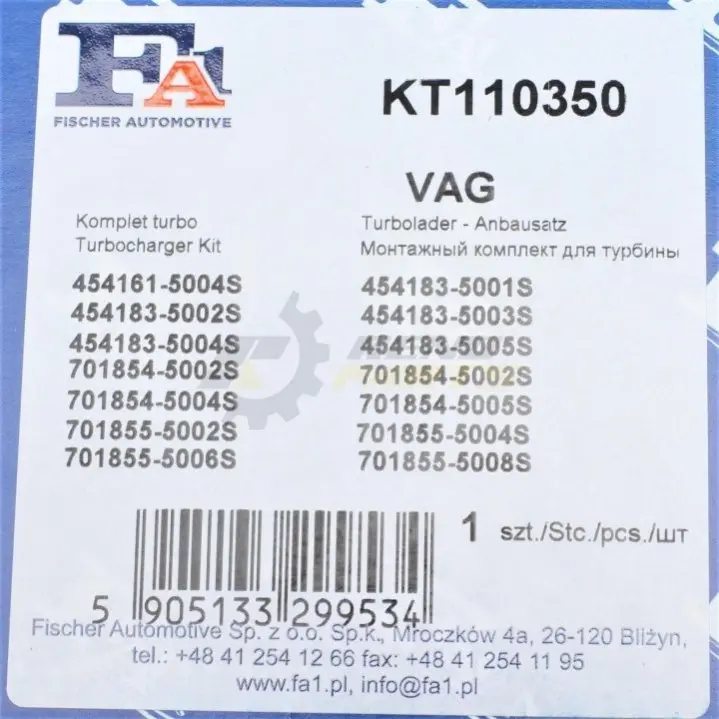 FA1
FISCHER AUTOMOTIVE
KT110350
VAG
Komplet turbo
Turbocharger Kit
Turbolader - Anbausatz
Монтажный комплект для турбины
454161-5004S
454183-5002S
454183-5004S
701854-5002S
701854-5004S
701855-5002S
701855-5006S
454183-5001S
454183-5003S
454183-5005S
701854-5002S
701854-5005S
701855-5004S
701855-5008S
1 szt./Stc./pcs./шт
5 905133 299534
Fischer Automotive Sp. z o.o. Sp.k., Mroczków 4a, 26-120 Bliżyn,
tel.: +48 41 254 12 66 fax: +48 41 254 11 95
www.fa1.pl, info@fa1.pl